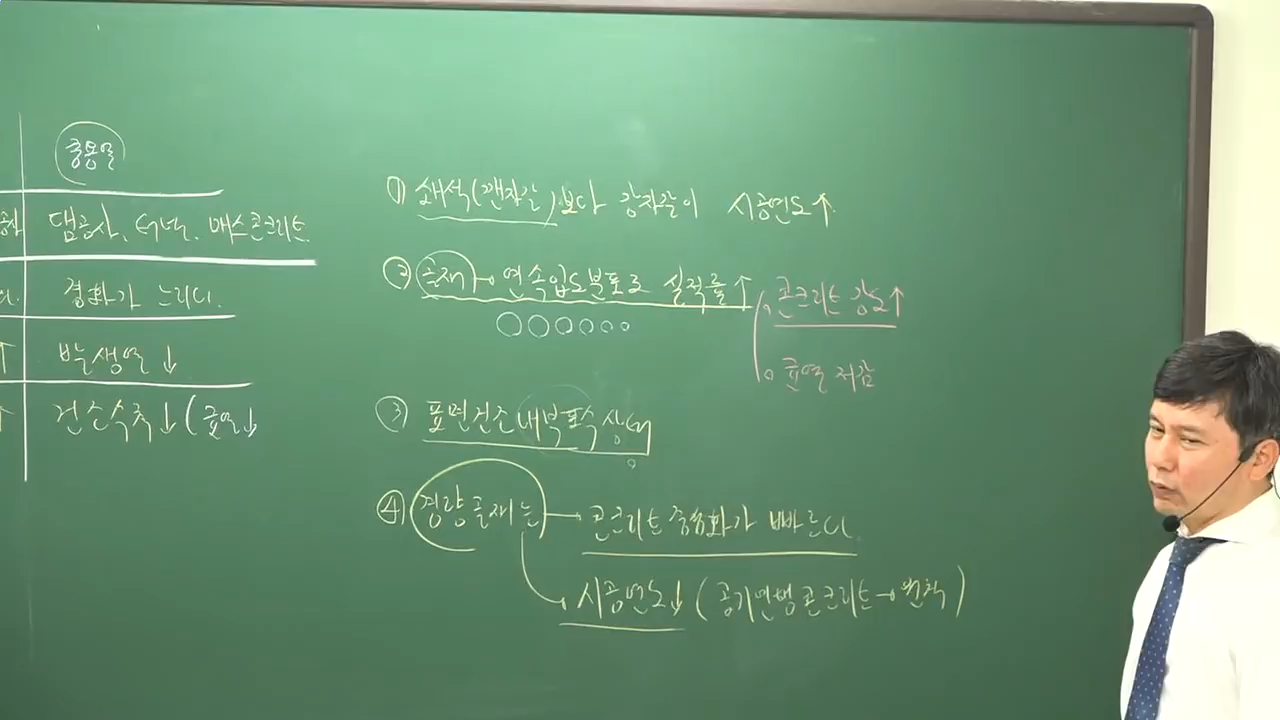 중용열
댐공사, 터널, 매스콘크리트.
경화가 느리다.
발생열 ↓
건조수축↓ (균열↓
① 쇄석(깬자갈)보다 강자갈이 시공연도↑
② 골재 → 연속입도분포로 실적률↑
콘크리트 강도↑
균열 저감
③ 표면건조내부포수상태
④ 경량골재는 → 콘크리트 중성화가 빠르다.
시공연도↓ (공기연행콘크리트→원칙)